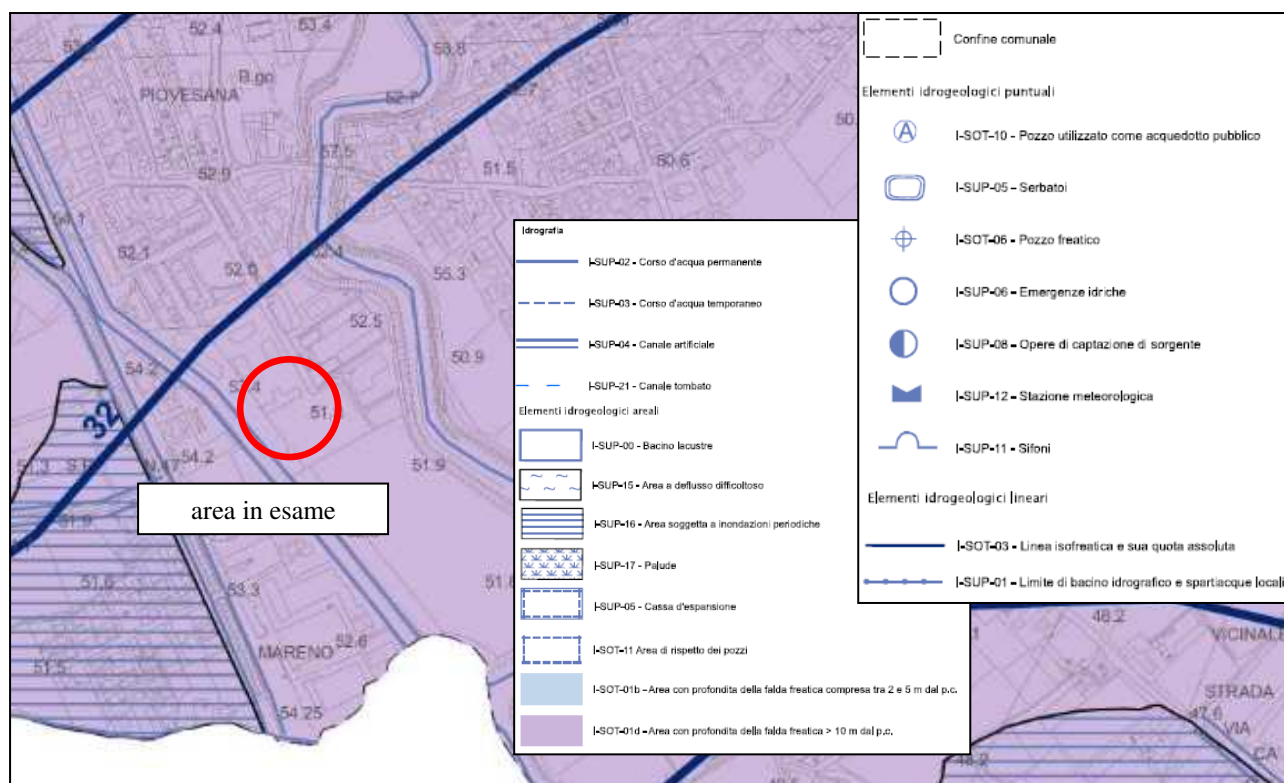 52.4
53.4
53.8
B.go
PIOVESANA
52.7
52.7
57.5
51.5
50.6
52.9
54.1
52.1
52.6
52.4
55.3
52.5
50.9
54.2
32
54.2
51.9
area in esame
51.6
53.3
MARENO
52.6
51.5
54.25
Idrografia
I-SUP-02 - Corso d'acqua permanente
I-SUP-03 - Corso d'acqua temporaneo
I-SUP-04 - Canale artificiale
I-SUP-21 - Canale tombato
Elementi idrogeologici areali
I-SUP-00 - Bacino lacustre
I-SUP-15 - Area a deflusso difficoltoso
I-SUP-16 - Area soggetta a inondazioni periodiche
I-SUP-17 - Palude
I-SUP-05 - Cassa d'espansione
I-SOT-11 Area di rispetto dei pozzi
I-SOT-01b - Area con profondita della falda freatica compresa tra 2 e 5 m dal p.c.
I-SOT-01d - Area con profondita della falda freatica > 10 m dal p.c.
Confine comunale
Elementi idrogeologici puntuali
A
I-SOT-10 - Pozzo utilizzato come acquedotto pubblico
I-SUP-05 - Serbatoi
I-SOT-06 - Pozzo freatico
I-SUP-06 - Emergenze idriche
I-SUP-08 - Opere di captazione di sorgente
I-SUP-12 - Stazione meteorologica
I-SUP-11 - Sifoni
Elementi idrogeologici lineari
I-SOT-03 - Linea isofreatica e sua quota assoluta
I-SUP-01 - Limite di bacino idrografico e spartiacque locali
48.2
VICINALE
STRADA
47.6
VIA
CA
48.2